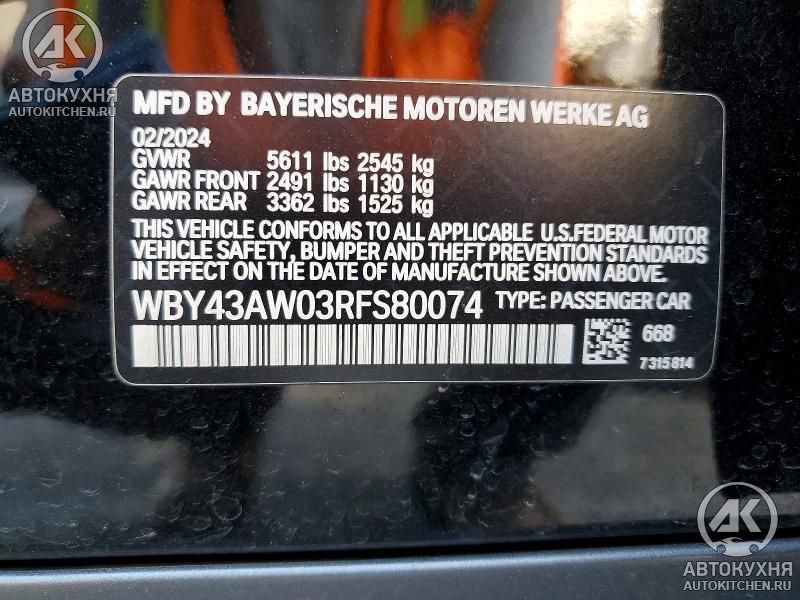 AK
АВТОКУХНЯ
AUTOKITCHEN.RU
MFD BY BAYERISCHE MOTOREN WERKE AG
02/2024
GVWR 5611 lbs 2545 kg
GAWR FRONT 2491 lbs 1130 kg
GAWR REAR 3362 lbs 1525 kg
THIS VEHICLE CONFORMS TO ALL APPLICABLE U.S.FEDERAL MOTOR
VEHICLE SAFETY, BUMPER AND THEFT PREVENTION STANDARDS
IN EFFECT ON THE DATE OF MANUFACTURE SHOWN ABOVE.
WBY43AW03RFS80074 TYPE: PASSENGER CAR
668
7315814
AK
АВТОКУХНЯ
AUTOKITCHEN.RU